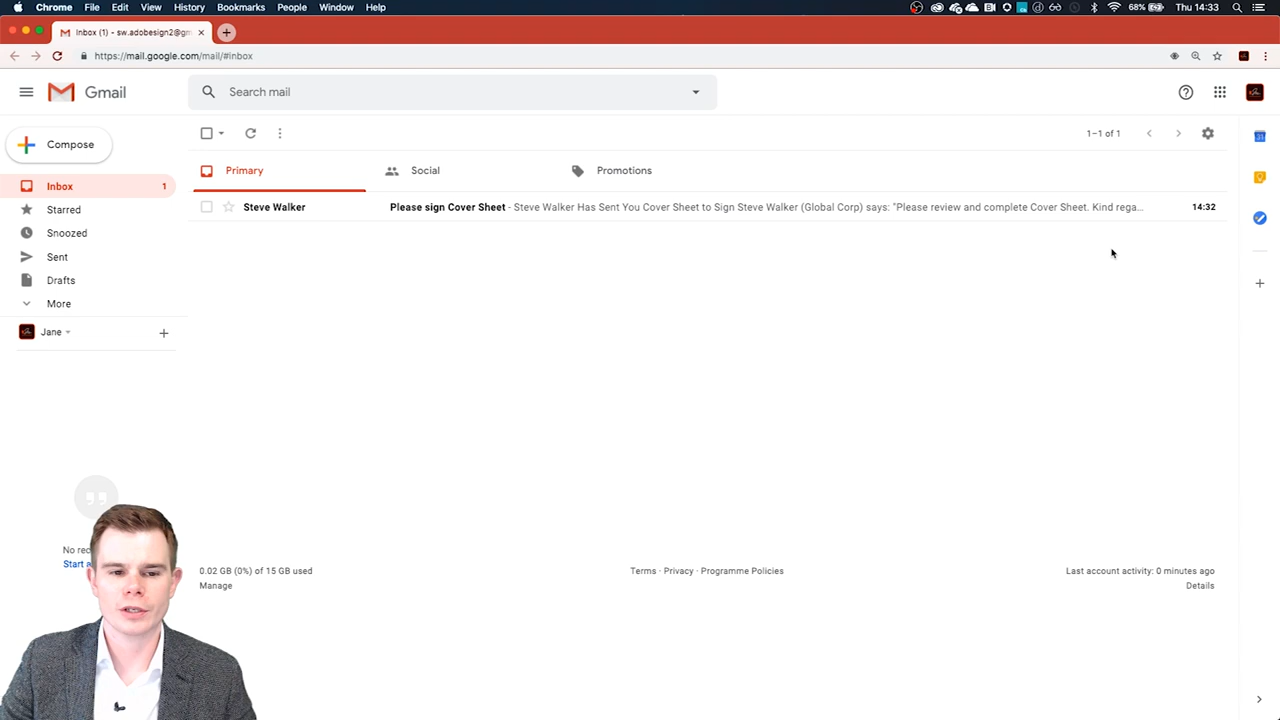 Chrome File Edit View History Bookmarks People Window Help 68% Thu 14:33
Inbox (1) - sw.adobesign2@gm
https://mail.google.com/mail/#inbox
Gmail Search mail
Compose 1–1 of 1
Primary Social Promotions
Inbox 1
Steve Walker Please sign Cover Sheet - Steve Walker Has Sent You Cover Sheet to Sign Steve Walker (Global Corp) says: "Please review and complete Cover Sheet. Kind rega... 14:32
Starred
Snoozed
Sent
Drafts
More
Jane
No
Start
0.02 GB (0%) of 15 GB used Terms · Privacy · Programme Policies Last account activity: 0 minutes ago
Manage Details